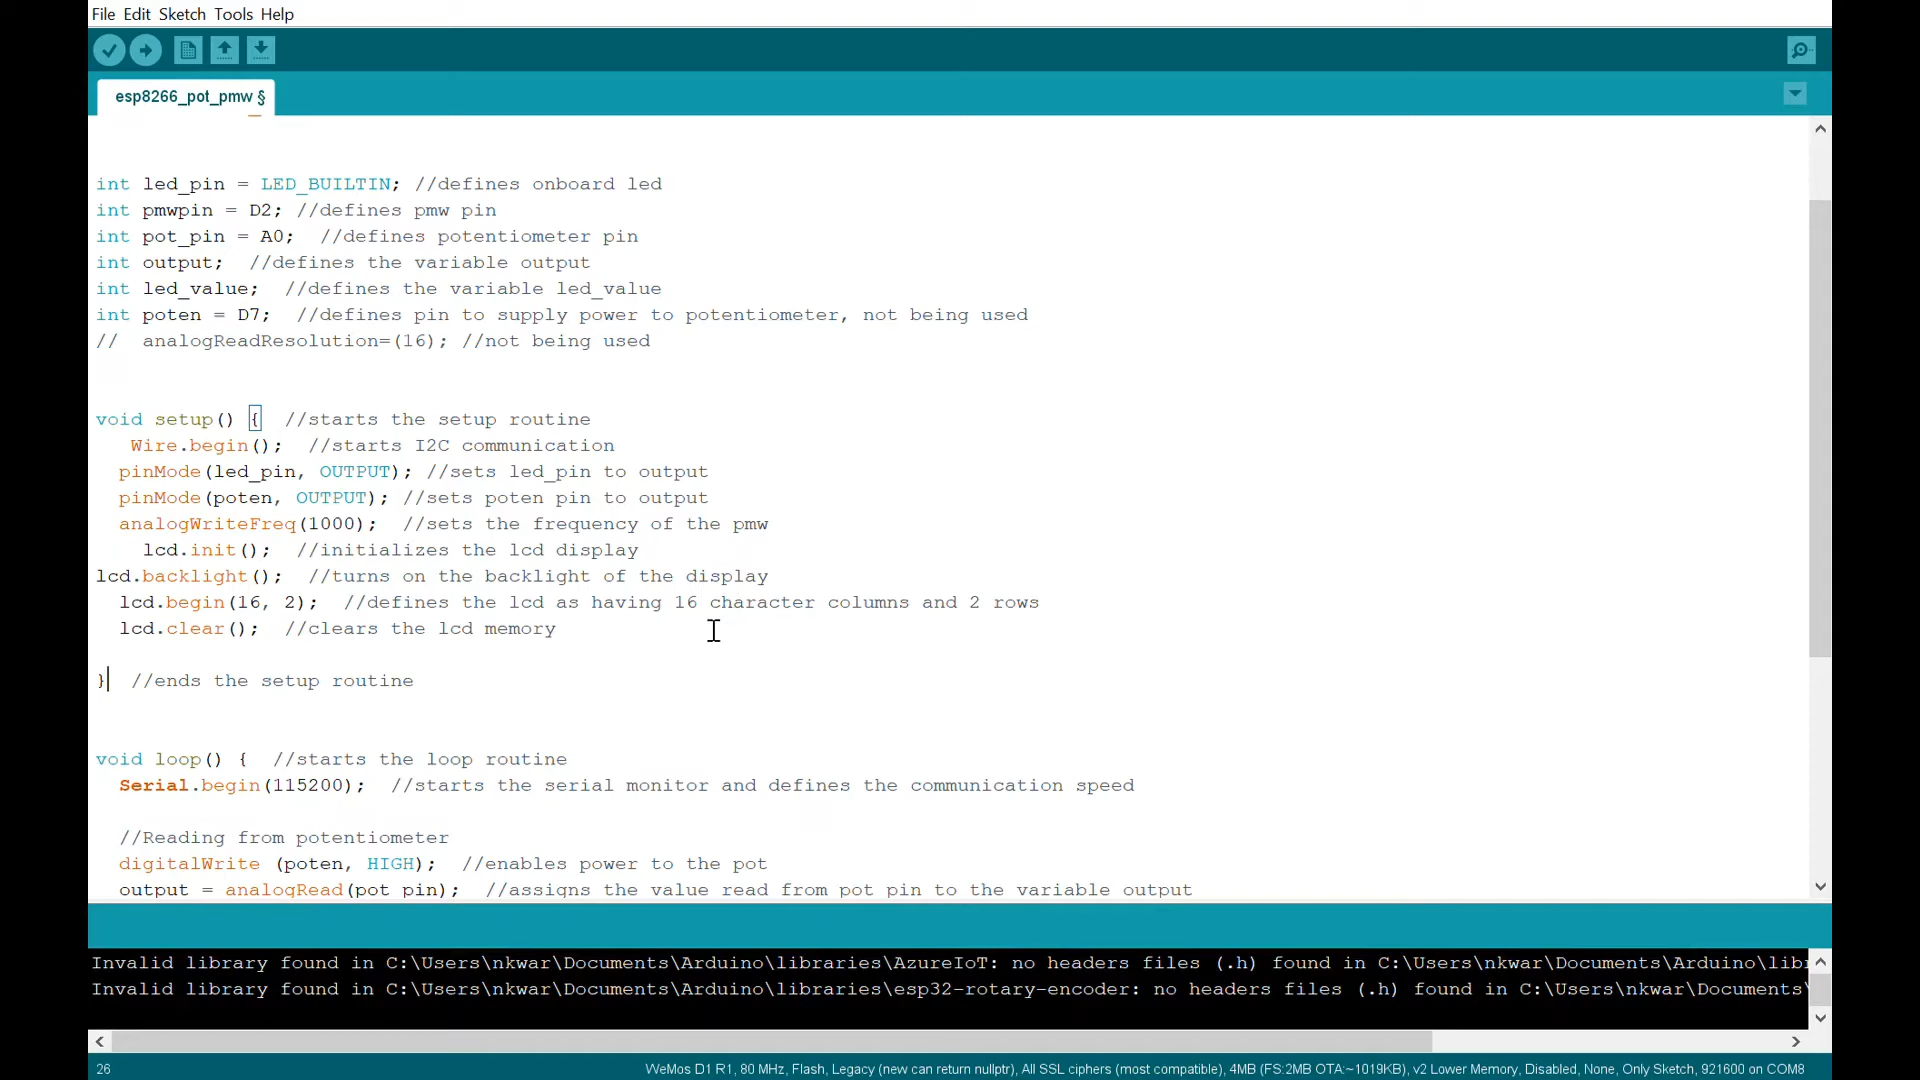 File Edit Sketch Tools Help
esp8266_pot_pmw §
int led_pin = LED_BUILTIN; //defines onboard led
int pmwpin = D2; //defines pmw pin
int pot_pin = A0;  //defines potentiometer pin
int output;  //defines the variable output
int led_value;  //defines the variable led_value
int poten = D7;  //defines pin to supply power to potentiometer, not being used
//  analogReadResolution=(16); //not being used
void setup() {  //starts the setup routine
Wire.begin();  //starts I2C communication
pinMode(led_pin, OUTPUT); //sets led_pin to output
pinMode(poten, OUTPUT); //sets poten pin to output
analogWriteFreq(1000);  //sets the frequency of the pmw
lcd.init();  //initializes the lcd display
lcd.backlight();  //turns on the backlight of the display
lcd.begin(16, 2);  //defines the lcd as having 16 character columns and 2 rows
lcd.clear();  //clears the lcd memory
}  //ends the setup routine
void loop() {  //starts the loop routine
Serial.begin(115200);  //starts the serial monitor and defines the communication speed
//Reading from potentiometer
digitalWrite (poten, HIGH);  //enables power to the pot
output = analogRead(pot_pin);  //assigns the value read from pot_pin to the variable output
Invalid library found in C:\Users\nkwar\Documents\Arduino\libraries\AzureIoT: no headers files (.h) found in C:\Users\nkwar\Documents\Arduino\libr
Invalid library found in C:\Users\nkwar\Documents\Arduino\libraries\esp32-rotary-encoder: no headers files (.h) found in C:\Users\nkwar\Documents\
26 WeMos D1 R1, 80 MHz, Flash, Legacy (new can return nullptr), All SSL ciphers (most compatible), 4MB (FS:2MB OTA:~1019KB), v2 Lower Memory, Disabled, None, Only Sketch, 921600 on COM8